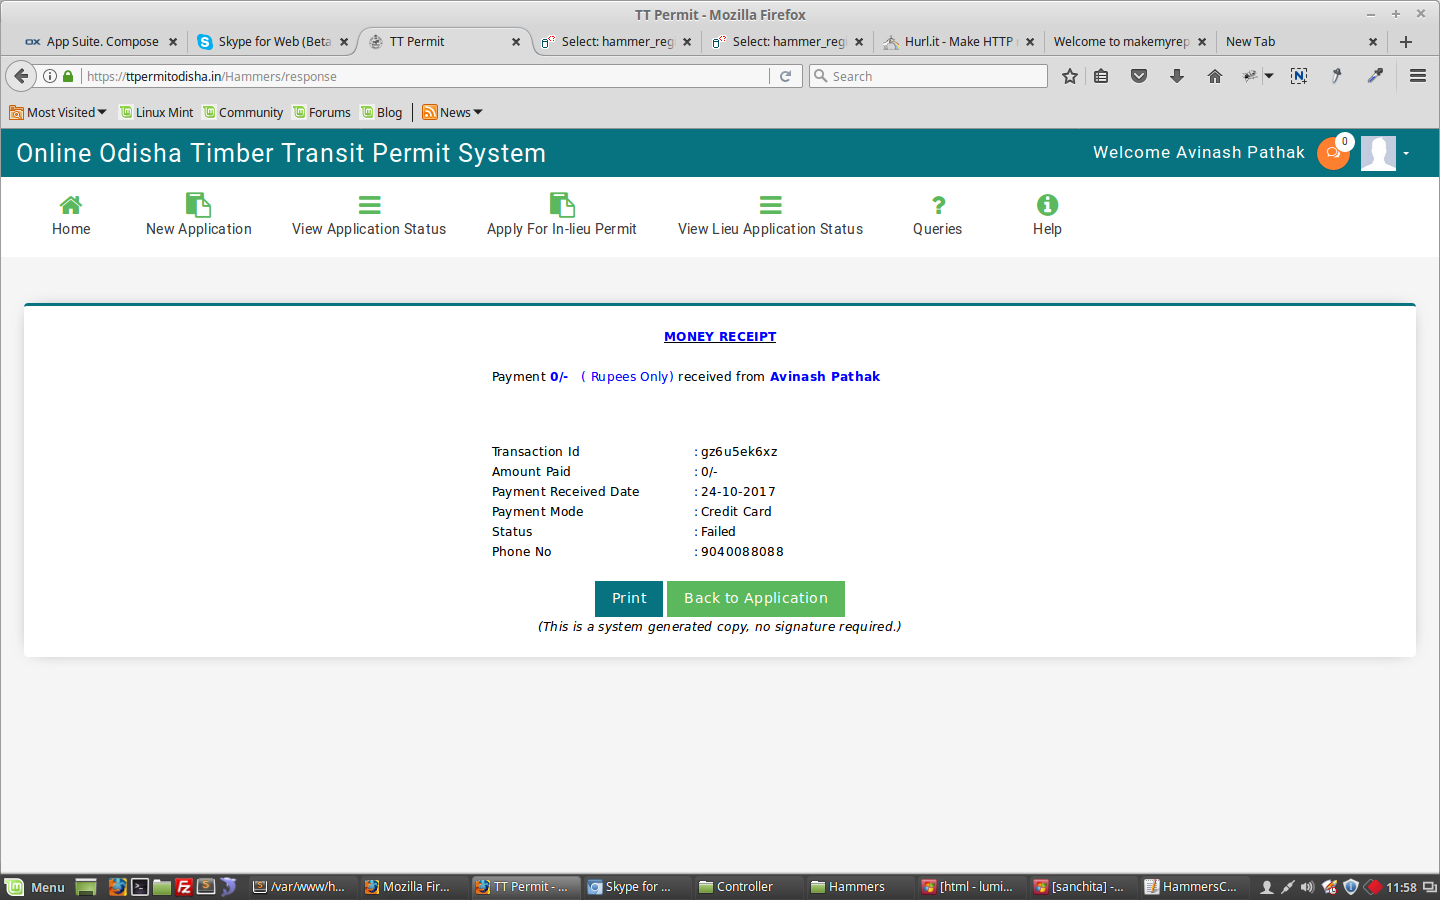 TT Permit - Mozilla Firefox
App Suite. Compose
Skype for Web (Beta
TT Permit
Select: hammer_regi
Select: hammer_regi
Hurl.it - Make HTTP
Welcome to makemyrep
New Tab
https://ttpermitodisha.in/Hammers/response
Search
Most Visited
Linux Mint
Community
Forums
Blog
News
Online Odisha Timber Transit Permit System
Welcome Avinash Pathak
0
Home
New Application
View Application Status
Apply For In-lieu Permit
View Lieu Application Status
Queries
Help
MONEY RECEIPT
Payment 0/- ( Rupees Only) received from Avinash Pathak
Transaction Id : gz6u5ek6xz
Amount Paid : 0/-
Payment Received Date : 24-10-2017
Payment Mode : Credit Card
Status : Failed
Phone No : 9040088088
Print
Back to Application
(This is a system generated copy, no signature required.)
Menu
/var/www/h...
Mozilla Fir...
TT Permit - ...
Skype for ...
Controller
Hammers
[html - lumi...
[sanchita] -...
HammersC...
11:58